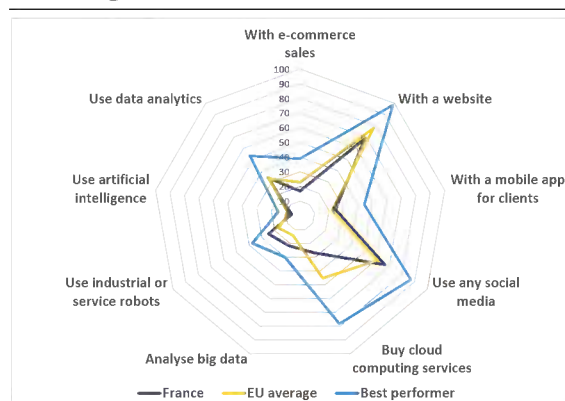 With e-commerce
sales
100
90
80
70
60
50
40
30
20
10
With a website
With a mobile app
for clients
Use any social
media
Buy cloud
computing services
Analyse big data
Use industrial or
service robots
Use artificial
intelligence
Use data analytics
France
EU average
Best performer